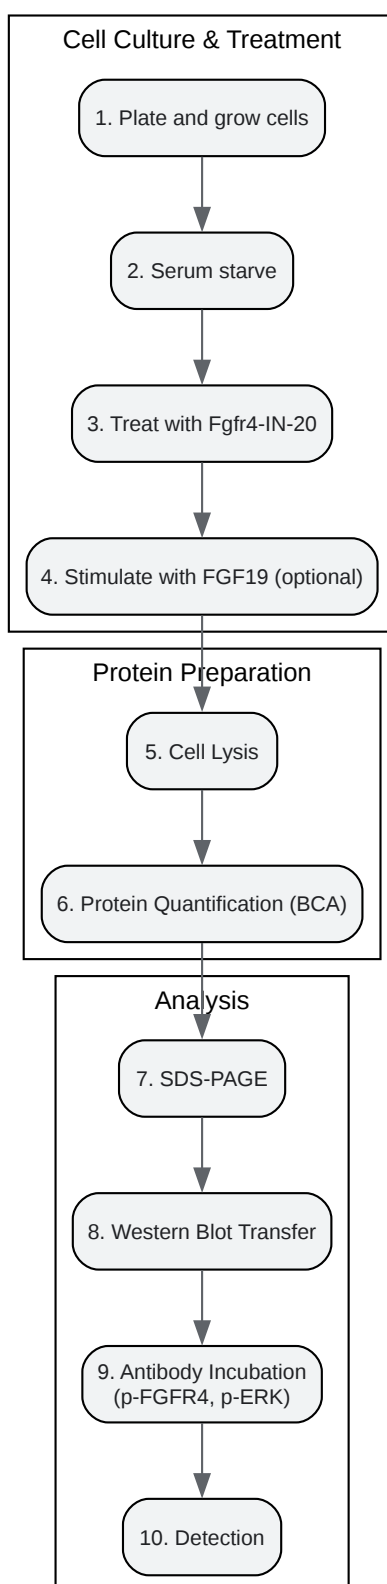 Cell Culture & Treatment
1. Plate and grow cells
2. Serum starve
3. Treat with Fgfr4-IN-20
4. Stimulate with FGF19 (optional)
Protein Preparation
5. Cell Lysis
6. Protein Quantification (BCA)
Analysis
7. SDS-PAGE
8. Western Blot Transfer
9. Antibody Incubation
(p-FGFR4, p-ERK)
10. Detection